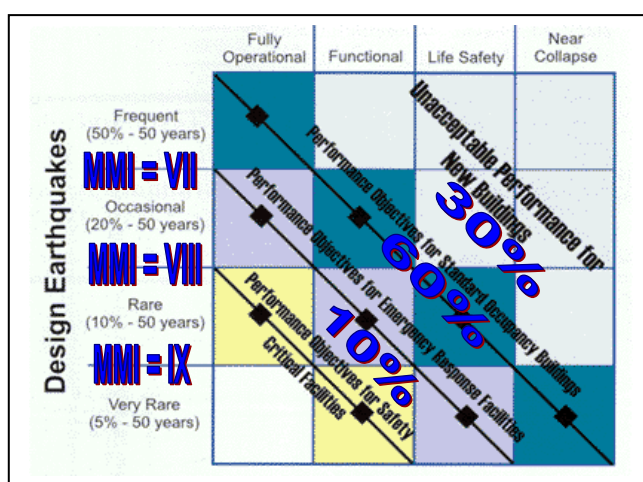 Fully Operational
Functional
Life Safety
Near Collapse
Design Earthquakes
Frequent
(50% - 50 years)
MMI = VII
Occasional
(20% - 50 years)
MMI = VIII
Rare
(10% - 50 years)
MMI = IX
Very Rare
(5% - 50 years)
Unacceptable Performance for
New Buildings
30%
Performance Objectives for Standard Occupancy Buildings
60%
Performance Objectives for Emergency Response Facilities
10%
Performance Objectives for Safety
Critical Facilities